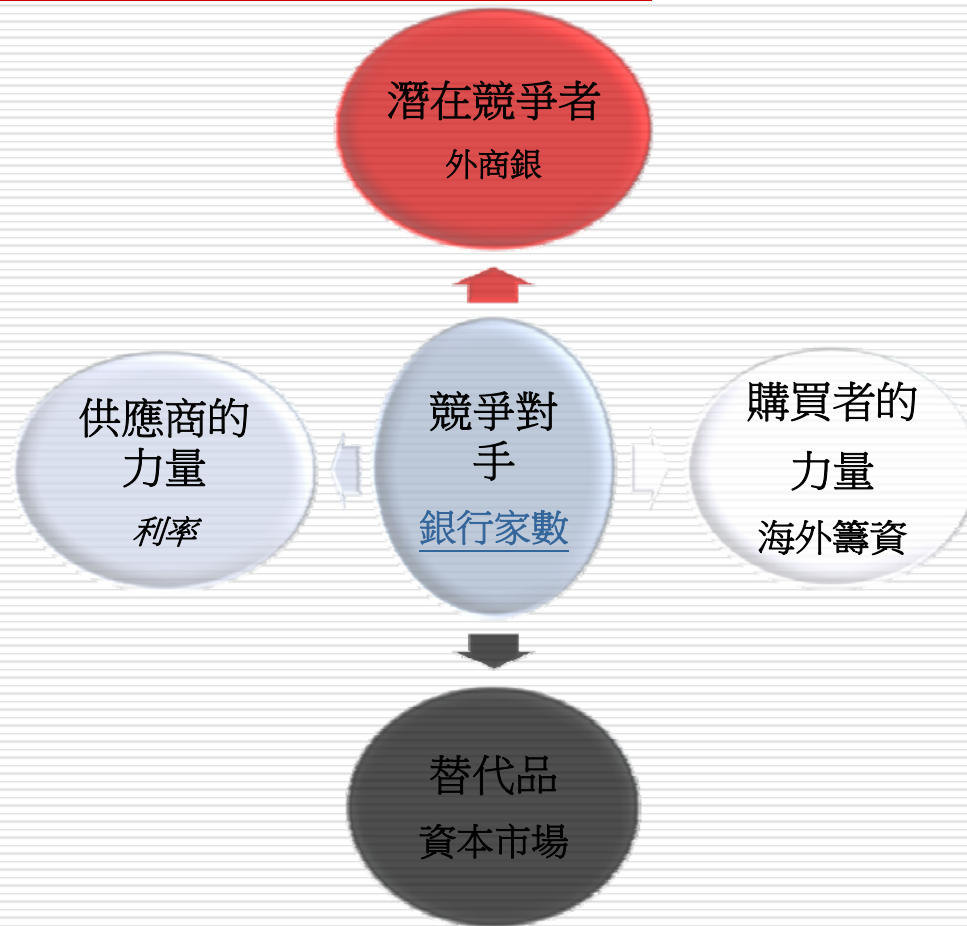 潛在競爭者
外商銀
供應商的
力量
利率
競爭對
手
銀行家數
購買者的
力量
海外籌資
替代品
資本市場